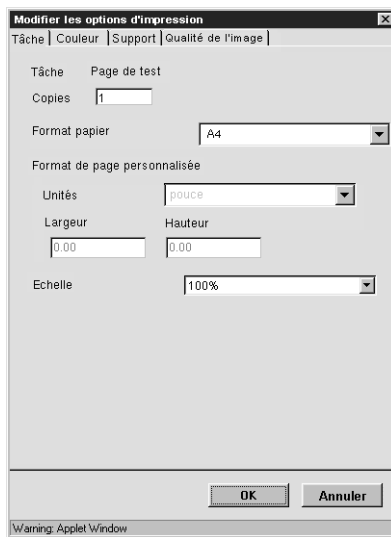 Modifier les options d'impression
Tâche Couleur Support Qualité de l'image
Tâche Page de test
Copies 1
Format papier A4
Format de page personnalisée
Unités pouce
Largeur Hauteur
0.00 0.00
Echelle 100%
OK Annuler
Warning: Applet Window